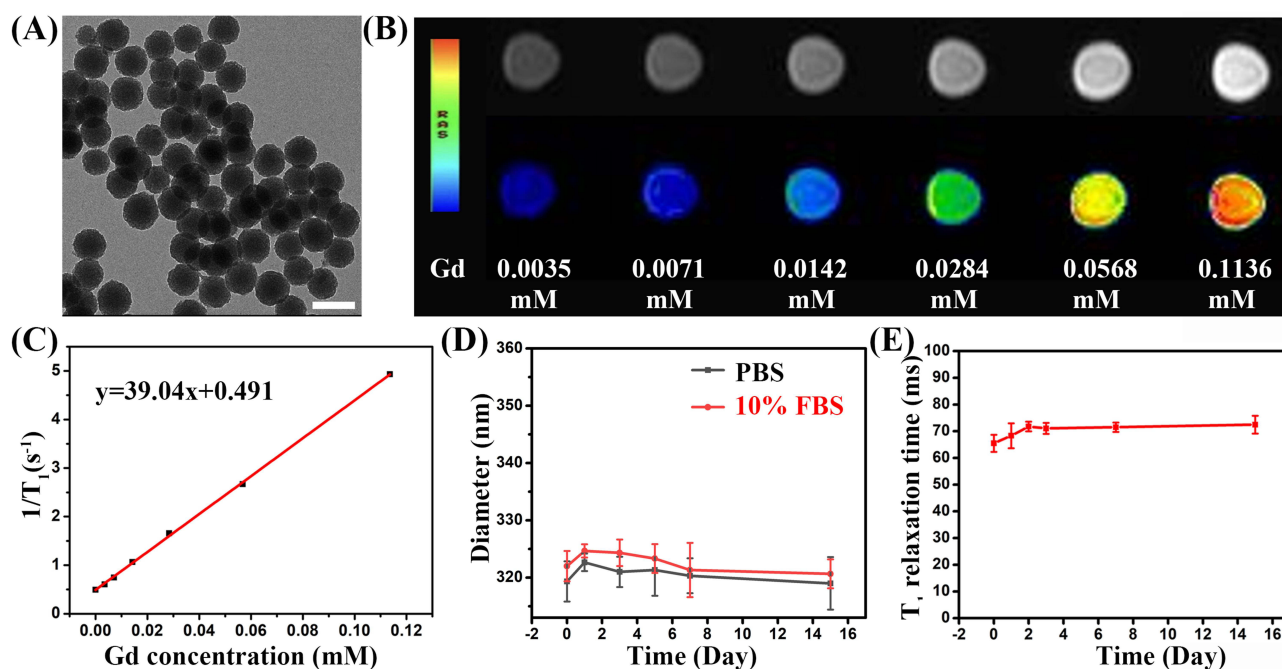 (A)
(B)
RAS
Gd 0.0035 0.0071 0.0142 0.0284 0.0568 0.1136
mM mM mM mM mM mM
(C)
y=39.04x+0.491
1/T1(s-1)
5
4
3
2
1
0
0.00 0.02 0.04 0.06 0.08 0.10 0.12
Gd concentration (mM)
(D)
PBS
10% FBS
Diameter (nm)
360
350
340
330
320
-2 0 2 4 6 8 10 12 14 16
Time (Day)
(E)
T1 relaxation time (ms)
100
90
80
70
60
50
40
30
20
10
0
-2 0 2 4 6 8 10 12 14 16
Time (Day)